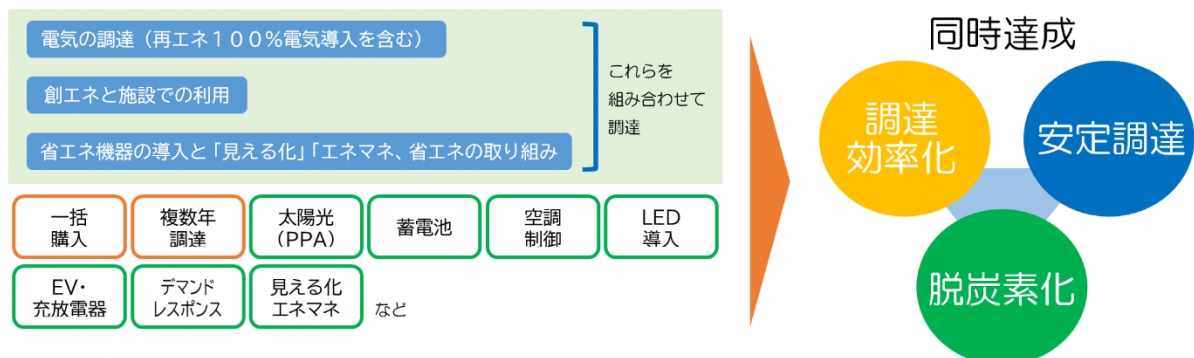 電気の調達（再エネ１００％電気導入を含む）
創エネと施設での利用
省エネ機器の導入と「見える化」「エネマネ、省エネの取り組み
これらを
組み合わせて
調達
一括
購入
複数年
調達
太陽光
（PPA）
蓄電池
空調
制御
LED
導入
EV・
充放電器
デマンド
レスポンス
見える化
エネマネ
など
同時達成
調達
効率化
安定調達
脱炭素化